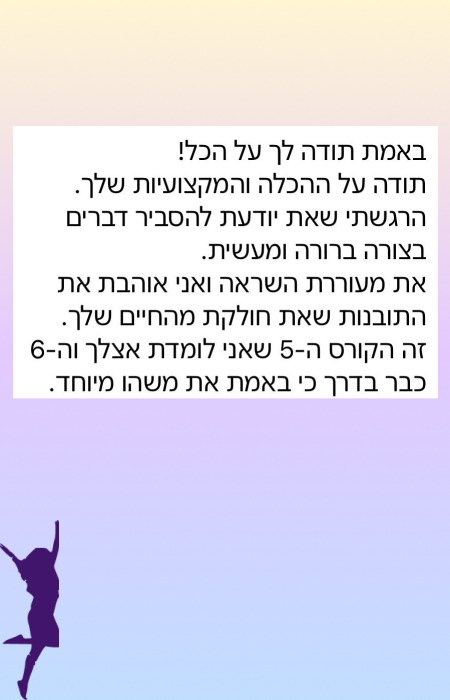 באמת תודה לך על הכל!
תודה על ההכלה והמקצועיות שלך.
הרגשתי שאת יודעת להסביר דברים
בצורה ברורה ומעשית.
את מעוררת השראה ואני אוהבת את
התובנות שאת חולקת מהחיים שלך.
זה הקורס ה-5 שאני לומדת אצלך וה-6
כבר בדרך כי באמת את משהו מיוחד.